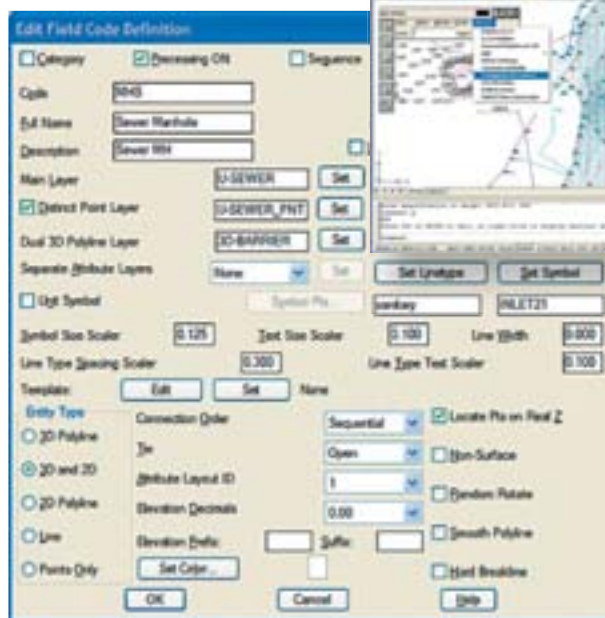 Edit Field Code Definition
Category Processing ON Sequence
Code MHS
Full Name Sewer Manhole
Description Sewer MH
Main Layer U-SEWER Set
Distinct Point Layer U-SEWER_PNT Set
Dual 3D Polyline Layer 3D-BARRIER Set
Separate Attribute Layers None Set Set Linetype Set Symbol
Unit Symbol Symbol Pts... sanitary INLET21
Symbol Size Scaler 0.125 Text Size Scaler 0.100 Line Width 0.000
Line Type Spacing Scaler 0.300 Line Type Text Scaler 0.100
Template: Edit Set None
Entity Type Connection Order Sequential Locate Pts on Real Z
3D Polyline Tie Open
3D and 2D Attribute Layout ID 1 Non-Surface
2D Polyline Elevation Decimals 0.00 Random Rotate
Line Elevation Prefix: Suffix: Smooth Polyline
Points Only Set Color... Hard Breakline
OK Cancel Help